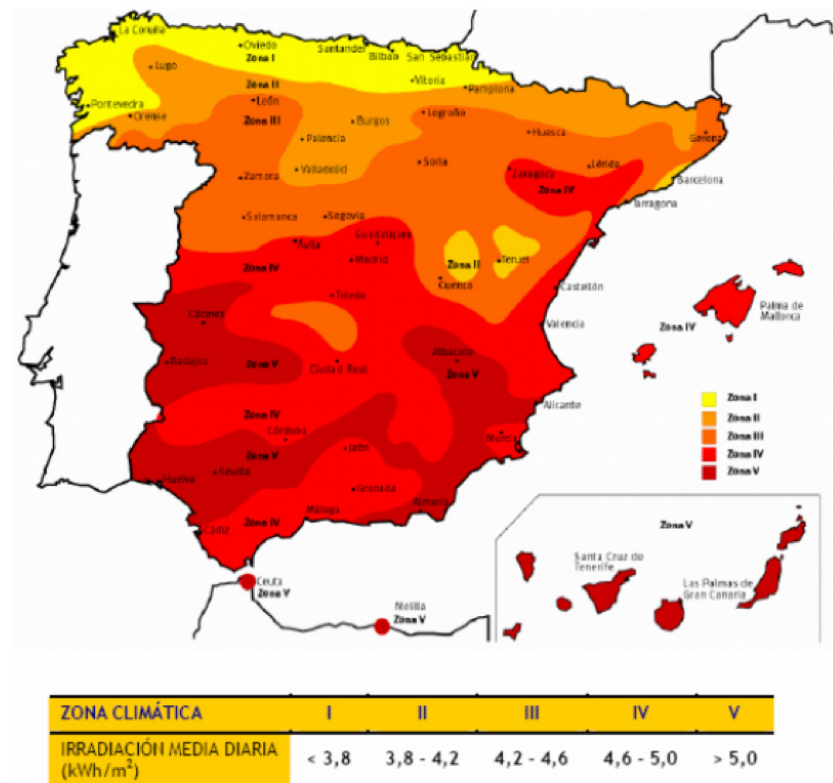 La Coruña
Oviedo
Santander
Bilbao
San Sebastián
Zona I
Lugo
Vitoria
Zona II
Pamplona
León
Pontevedra
Orense
Zona III
Burgos
Logroño
Palencia
Huesca
Gerona
Valladolid
Soria
Zaragoza
Lérida
Zamora
Zona IV
Barcelona
Tarragona
Salamanca
Segovia
Guadalajara
Ávila
Zona IV
Madrid
Zona II
Teruel
Cuenca
Toledo
Castellón
Palma de
Mallorca
Cáceres
Valencia
Zona IV
Badajoz
Zona V
Ciudad Real
Albacete
Zona V
Zona I
Alicante
Zona II
Zona IV
Zona III
Córdoba
Murcia
Zona IV
Jaén
Zona V
Zona V
Sevilla
Huelva
Granada
Almería
Málaga
Cádiz
Zona IV
Zona V
Santa Cruz de
Tenerife
Ceuta
Zona V
Las Palmas de
Gran Canaria
Melilla
Zona V
ZONA CLIMÁTICA I II III IV V
IRRADIACIÓN MEDIA DIARIA
(kWh/m²) < 3,8 3,8 - 4,2 4,2 - 4,6 4,6 - 5,0 > 5,0